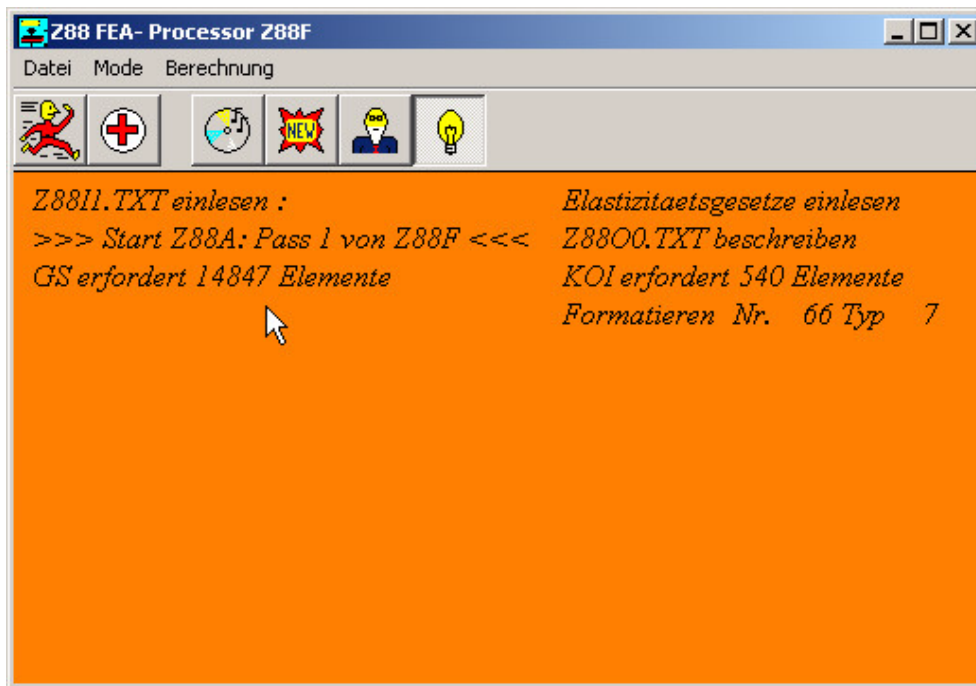 Z88 FEA- Processor Z88F
Datei Mode Berechnung
NEW
Z88I1.TXT einlesen : Elastizitaetsgesetze einlesen
>>> Start Z88A: Pass 1 von Z88F <<< Z88O0.TXT beschreiben
GS erfordert 14847 Elemente KOI erfordert 540 Elemente
Formatieren Nr. 66 Typ 7